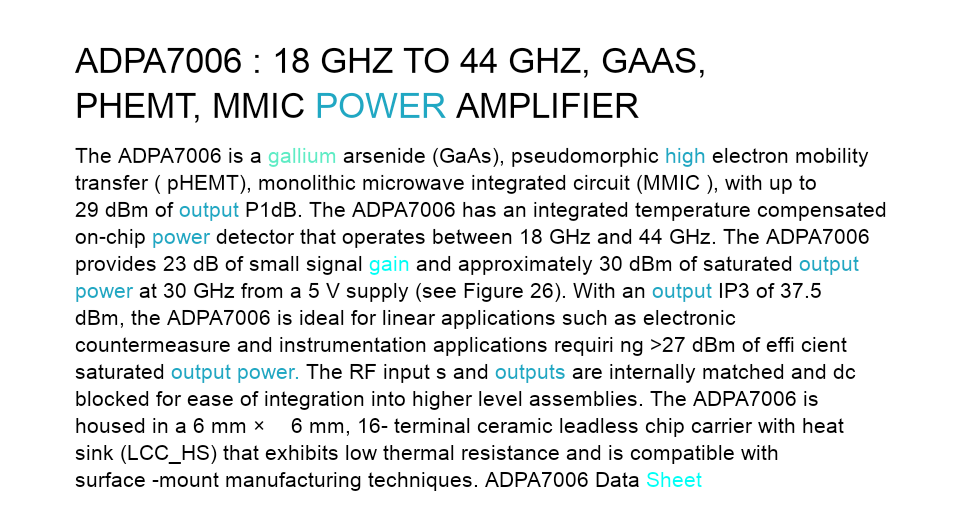 ADPA7006 : 18 GHZ TO 44 GHZ, GAAS,
PHEMT, MMIC POWER AMPLIFIER
The ADPA7006 is a gallium arsenide (GaAs), pseudomorphic high electron mobility
transfer ( pHEMT), monolithic microwave integrated circuit (MMIC ), with up to
29 dBm of output P1dB. The ADPA7006 has an integrated temperature compensated
on-chip power detector that operates between 18 GHz and 44 GHz. The ADPA7006
provides 23 dB of small signal gain and approximately 30 dBm of saturated output
power at 30 GHz from a 5 V supply (see Figure 26). With an output IP3 of 37.5
dBm, the ADPA7006 is ideal for linear applications such as electronic
countermeasure and instrumentation applications requiri ng >27 dBm of effi cient
saturated output power. The RF input s and outputs are internally matched and dc
blocked for ease of integration into higher level assemblies. The ADPA7006 is
housed in a 6 mm × 6 mm, 16- terminal ceramic leadless chip carrier with heat
sink (LCC_HS) that exhibits low thermal resistance and is compatible with
surface -mount manufacturing techniques. ADPA7006 Data Sheet